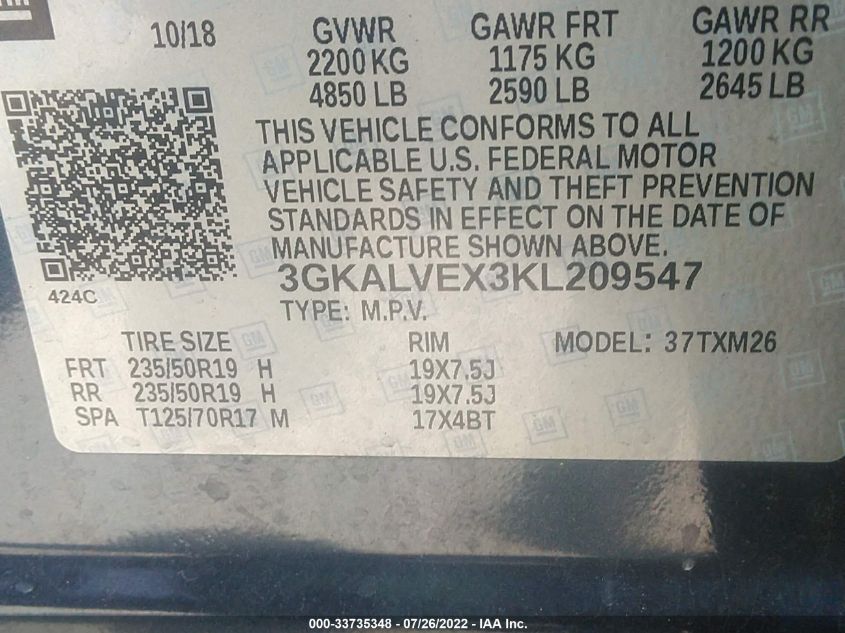 GM
10/18 GVWR GAWR FRT GAWR RR
2200 KG 1175 KG 1200 KG
4850 LB 2590 LB 2645 LB
THIS VEHICLE CONFORMS TO ALL
APPLICABLE U.S. FEDERAL MOTOR
VEHICLE SAFETY AND THEFT PREVENTION
STANDARDS IN EFFECT ON THE DATE OF
MANUFACTURE SHOWN ABOVE.
3GKALVEX3KL209547
424C
TYPE: M.P.V.
TIRE SIZE RIM MODEL: 37TXM26
FRT 235/50R19 H 19X7.5J
RR 235/50R19 H 19X7.5J
SPA T125/70R17 M 17X4BT
000-33735348 - 07/26/2022 - IAA Inc.